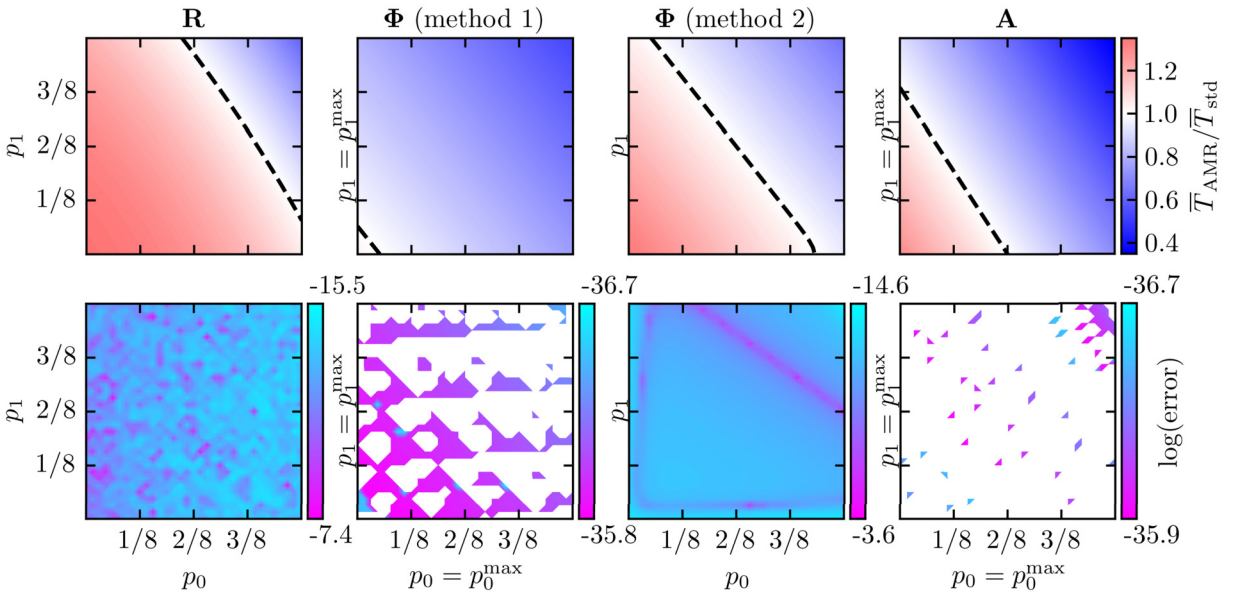 R
Φ (method 1)
Φ (method 2)
A
3/8
2/8
1/8
p₁
p₁ = p₁ᵐᵃˣ
p₁
p₁ = p₁ᵐᵃˣ
1.2
1.0
0.8
0.6
0.4
T̅_AMR/T̅_std
-15.5
-36.7
-14.6
-36.7
3/8
2/8
1/8
p₁
p₁ = p₁ᵐᵃˣ
p₁
p₁ = p₁ᵐᵃˣ
log(error)
-7.4
-35.8
-3.6
-35.9
1/8 2/8 3/8
1/8 2/8 3/8
1/8 2/8 3/8
1/8 2/8 3/8
p₀
p₀ = p₀ᵐᵃˣ
p₀
p₀ = p₀ᵐᵃˣ